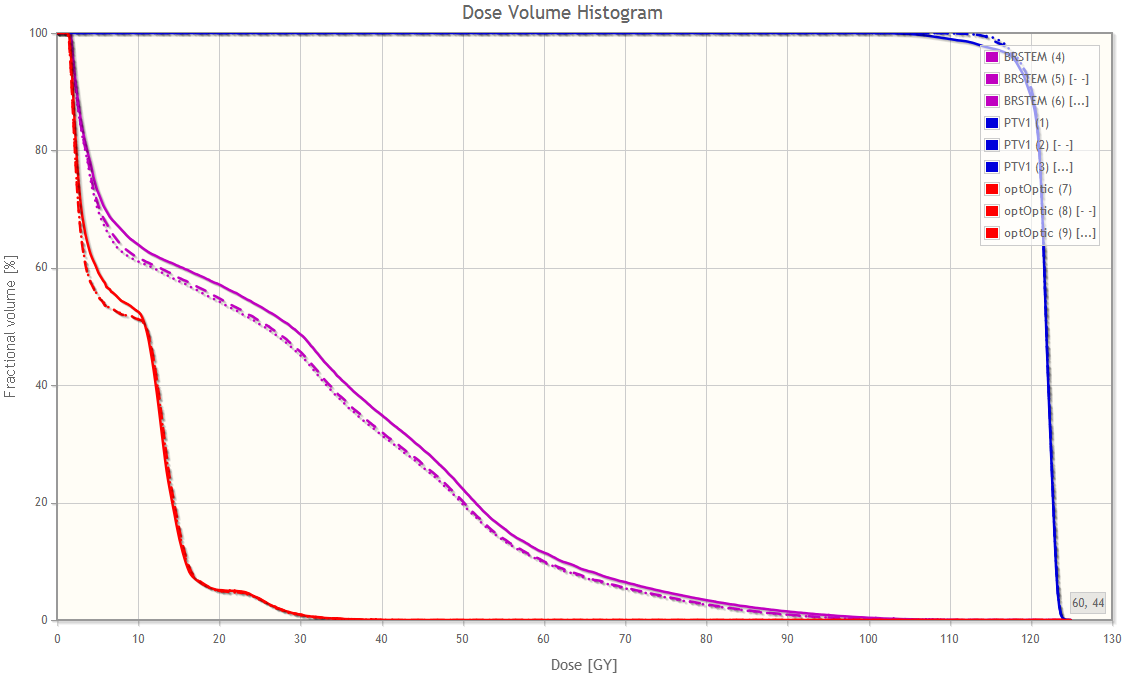 Dose Volume Histogram
100
80
60
40
20
0
Fractional volume [%]
BRSTEM (4)
BRSTEM (5) [- -]
BRSTEM (6) [...]
PTV1 (1)
PTV1 (2) [- -]
PTV1 (3) [...]
optOptic (7)
optOptic (8) [- -]
optOptic (9) [...]
60, 44
0 10 20 30 40 50 60 70 80 90 100 110 120 130
Dose [GY]